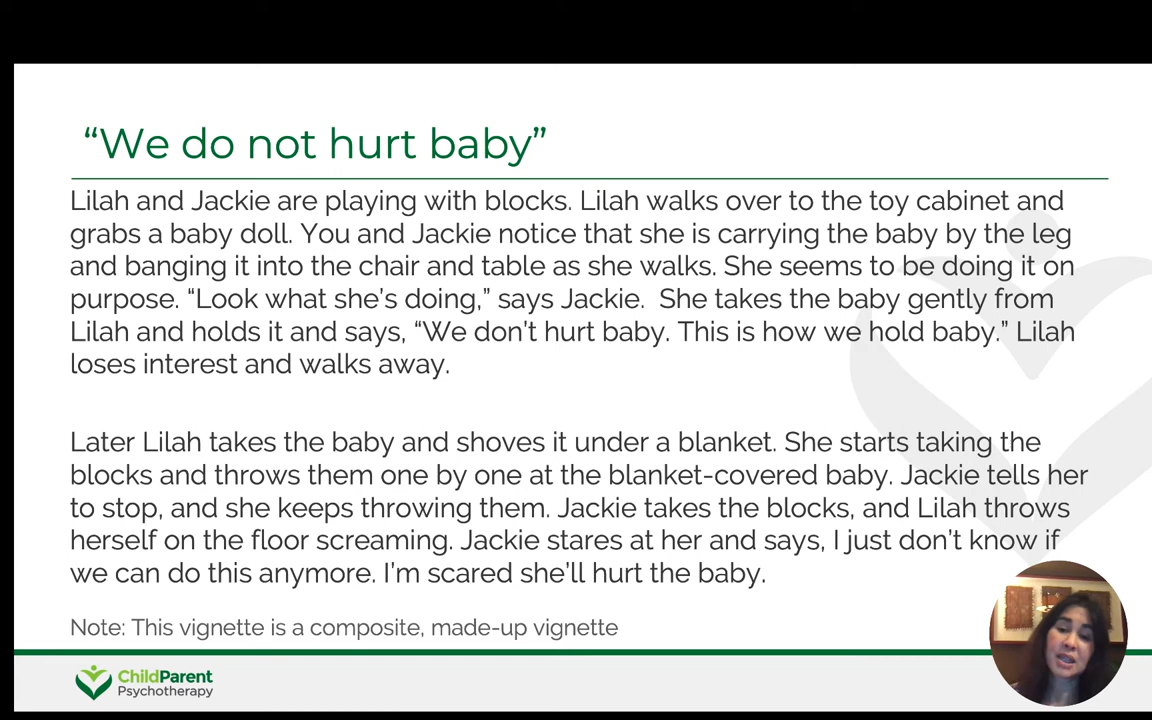 “We do not hurt baby”
Lilah and Jackie are playing with blocks. Lilah walks over to the toy cabinet and
grabs a baby doll. You and Jackie notice that she is carrying the baby by the leg
and banging it into the chair and table as she walks. She seems to be doing it on
purpose. “Look what she’s doing,” says Jackie.  She takes the baby gently from
Lilah and holds it and says, “We don’t hurt baby. This is how we hold baby.” Lilah
loses interest and walks away.
Later Lilah takes the baby and shoves it under a blanket. She starts taking the
blocks and throws them one by one at the blanket-covered baby. Jackie tells her
to stop, and she keeps throwing them. Jackie takes the blocks, and Lilah throws
herself on the floor screaming. Jackie stares at her and says, I just don’t know if
we can do this anymore. I’m scared she’ll hurt the baby.
Note: This vignette is a composite, made-up vignette
ChildParent
Psychotherapy